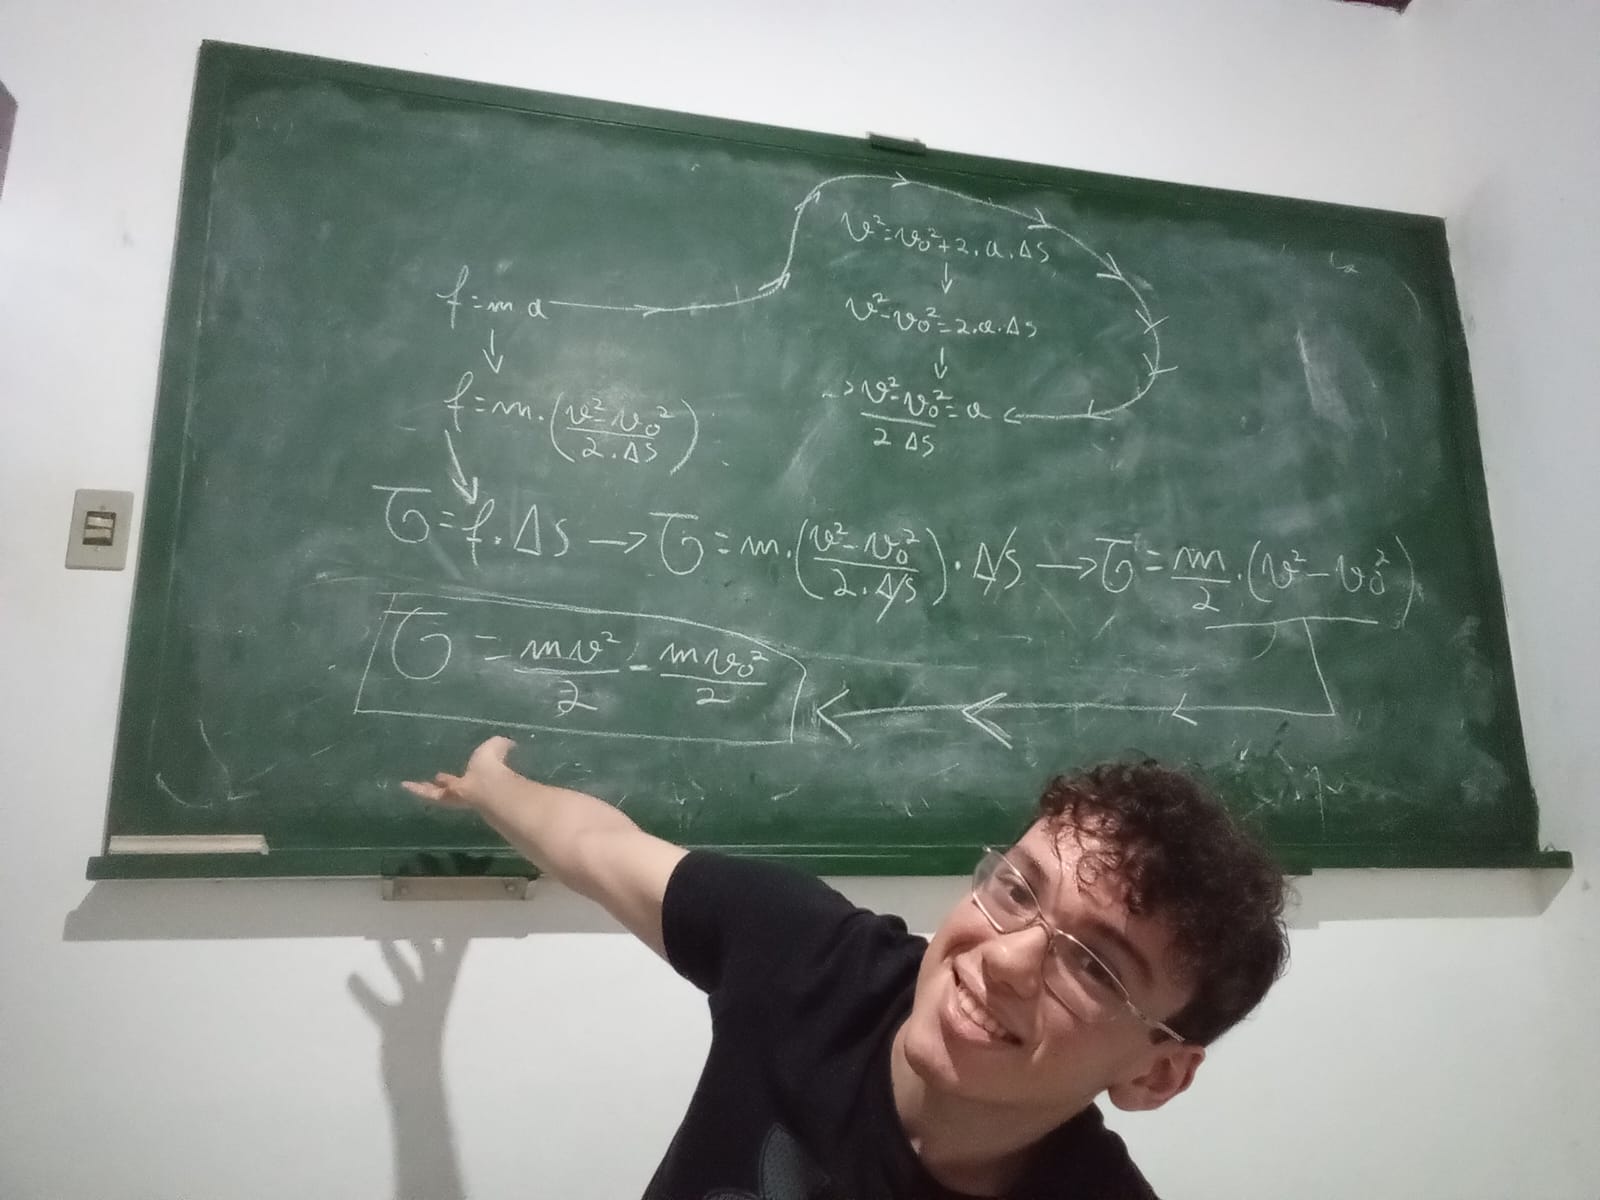 f = m.a
v² = v₀² + 2.a.Δs
v² - v₀² = 2.a.Δs
v² - v₀² / 2 Δs = a
f = m.(v² - v₀² / 2.Δs)
τ = f.Δs → τ = m.(v² - v₀² / 2.Δs).Δs → τ = m/2.(v² - v₀²)
τ = mv²/2 - mv₀²/2